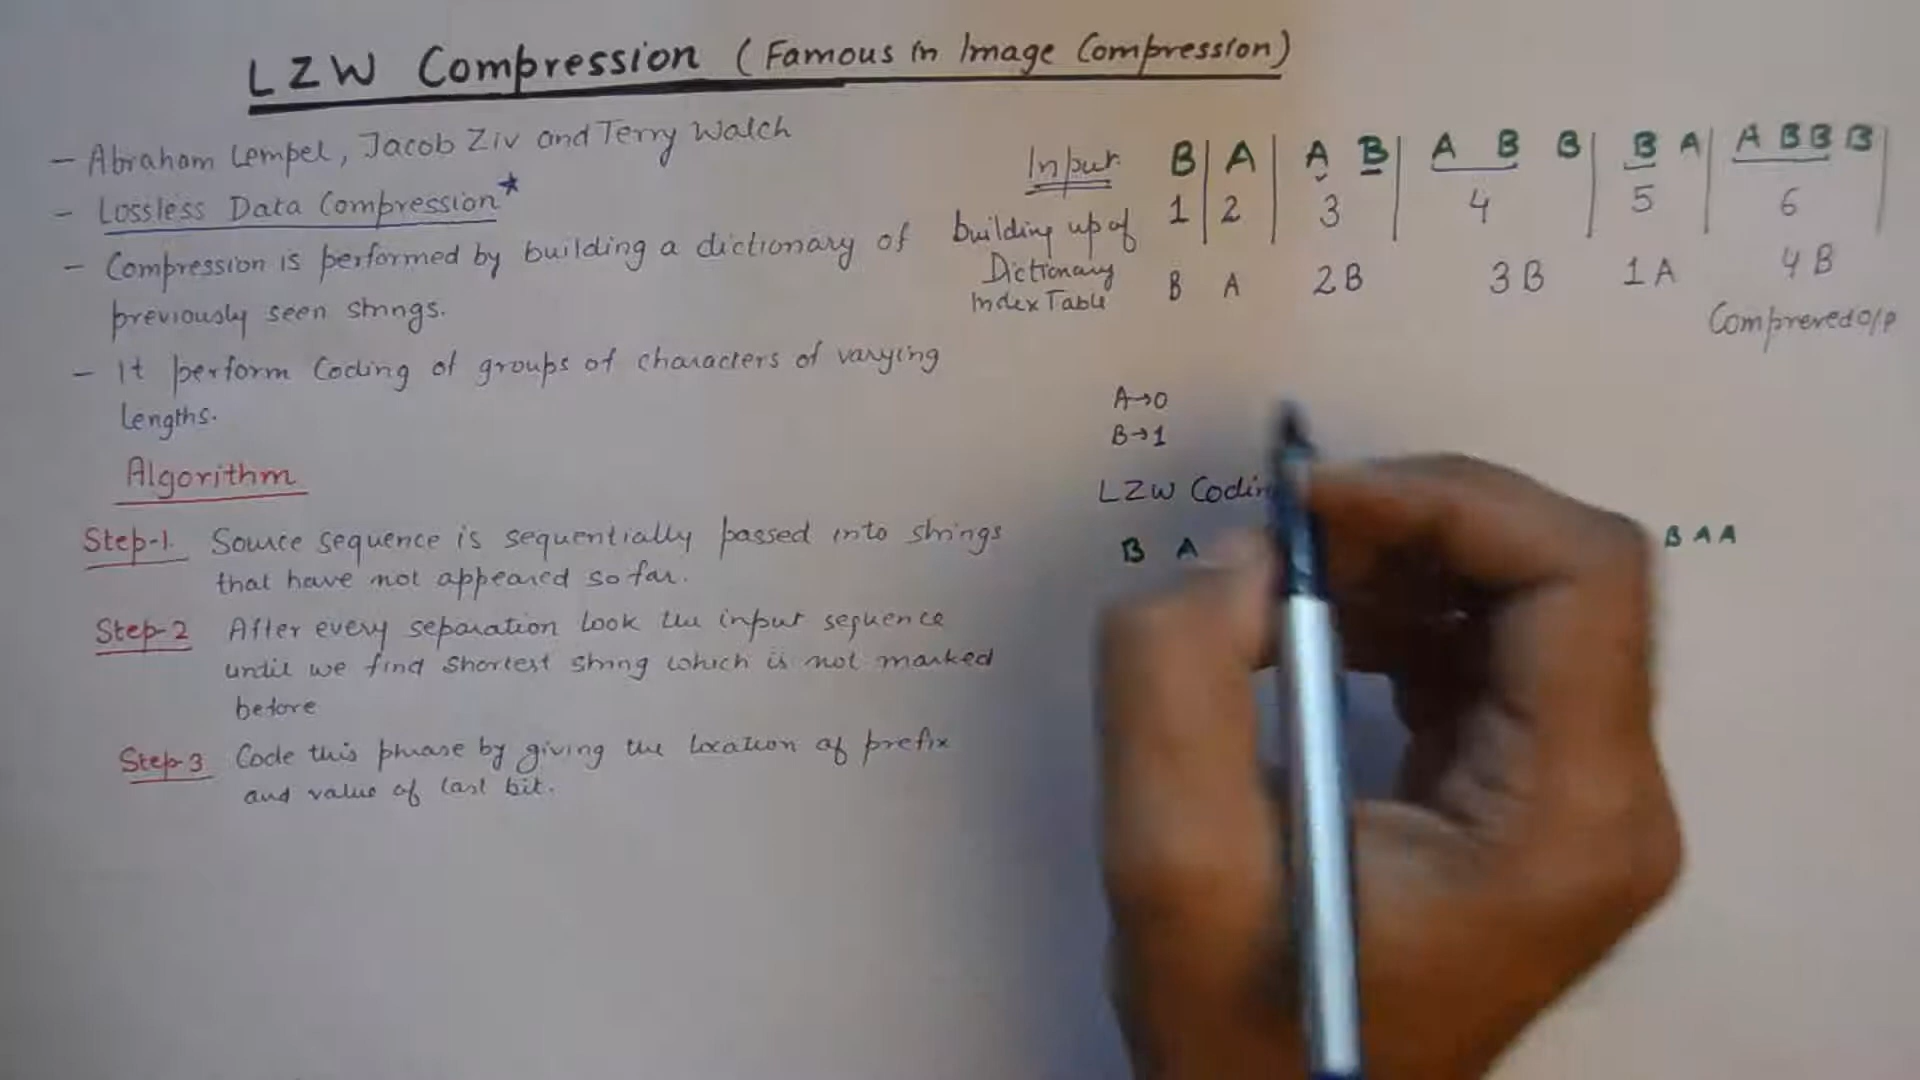 LZW Compression (Famous in Image Compression)
- Abraham Lempel, Jacob Ziv and Terry Walch
- Lossless Data Compression*
- Compression is performed by building a dictionary of
previously seen strings.
- It perform Coding of groups of characters of varying
lengths.
Algorithm
Step-1. Source sequence is sequentially passed into strings
that have not appeared so far.
Step-2 After every separation look the input sequence
until we find shortest string which is not marked
before
Step-3 Code this phrase by giving the location of prefix
and value of last bit.
Input B | A | A B | A B B | B A | A B B B |
1 | 2 | 3 | 4 | 5 | 6 |
building up of
Dictionary
Index Table B A 2B 3B 1A 4B
Compressed o/p
A→0
B→1
LZW Codin
B A B A A